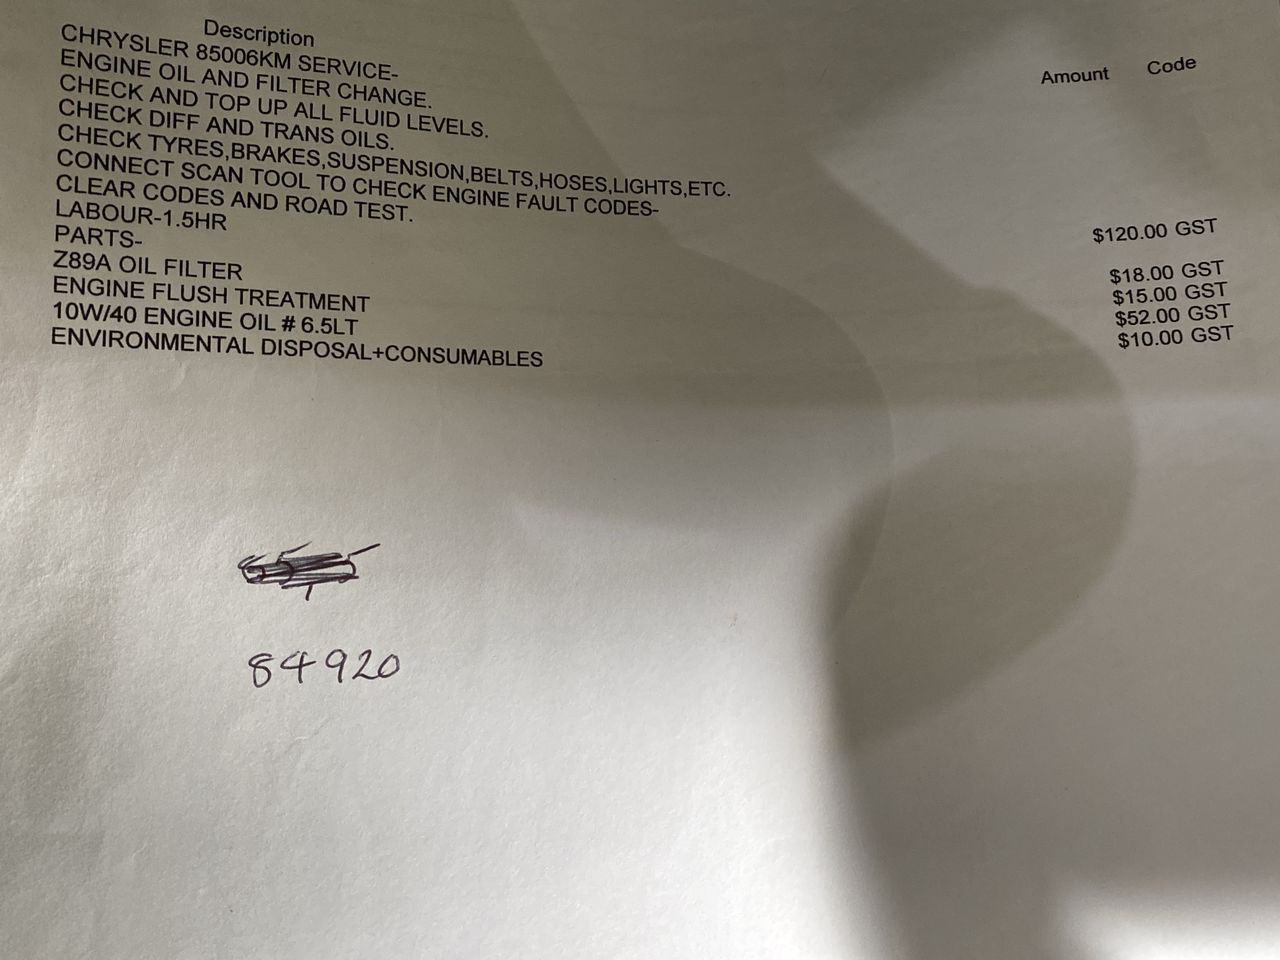 Description Amount Code
CHRYSLER 85006KM SERVICE-
ENGINE OIL AND FILTER CHANGE.
CHECK AND TOP UP ALL FLUID LEVELS.
CHECK DIFF AND TRANS OILS.
CHECK TYRES,BRAKES,SUSPENSION,BELTS,HOSES,LIGHTS,ETC.
CONNECT SCAN TOOL TO CHECK ENGINE FAULT CODES-
CLEAR CODES AND ROAD TEST.
LABOUR-1.5HR $120.00 GST
PARTS-
Z89A OIL FILTER $18.00 GST
ENGINE FLUSH TREATMENT $15.00 GST
10W/40 ENGINE OIL # 6.5LT $52.00 GST
ENVIRONMENTAL DISPOSAL+CONSUMABLES $10.00 GST
84920